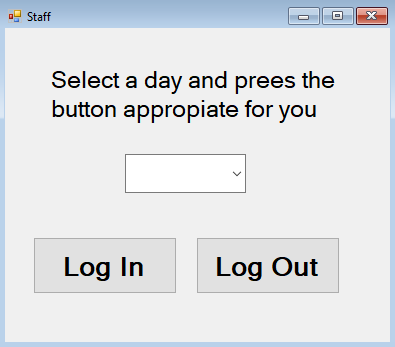 Staff
Select a day and prees the
button appropiate for you
Log In
Log Out